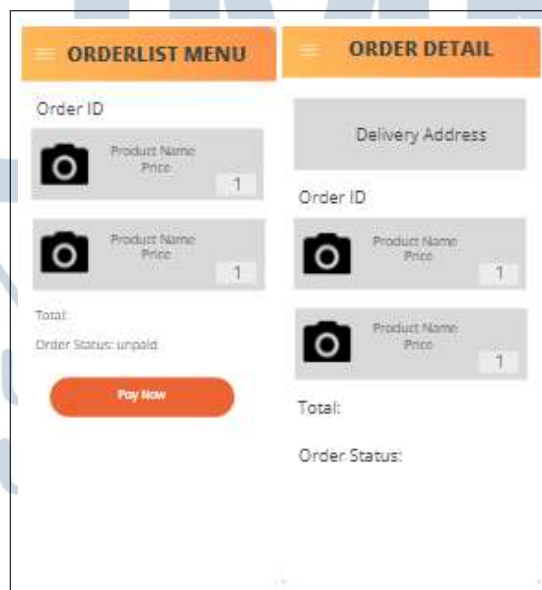 ORDERLIST MENU
Order ID
Product Name
Price
1
Product Name
Price
1
Total:
Order Status: unpaid
Pay Now
ORDER DETAIL
Delivery Address
Order ID
Product Name
Price
1
Product Name
Price
1
Total:
Order Status: